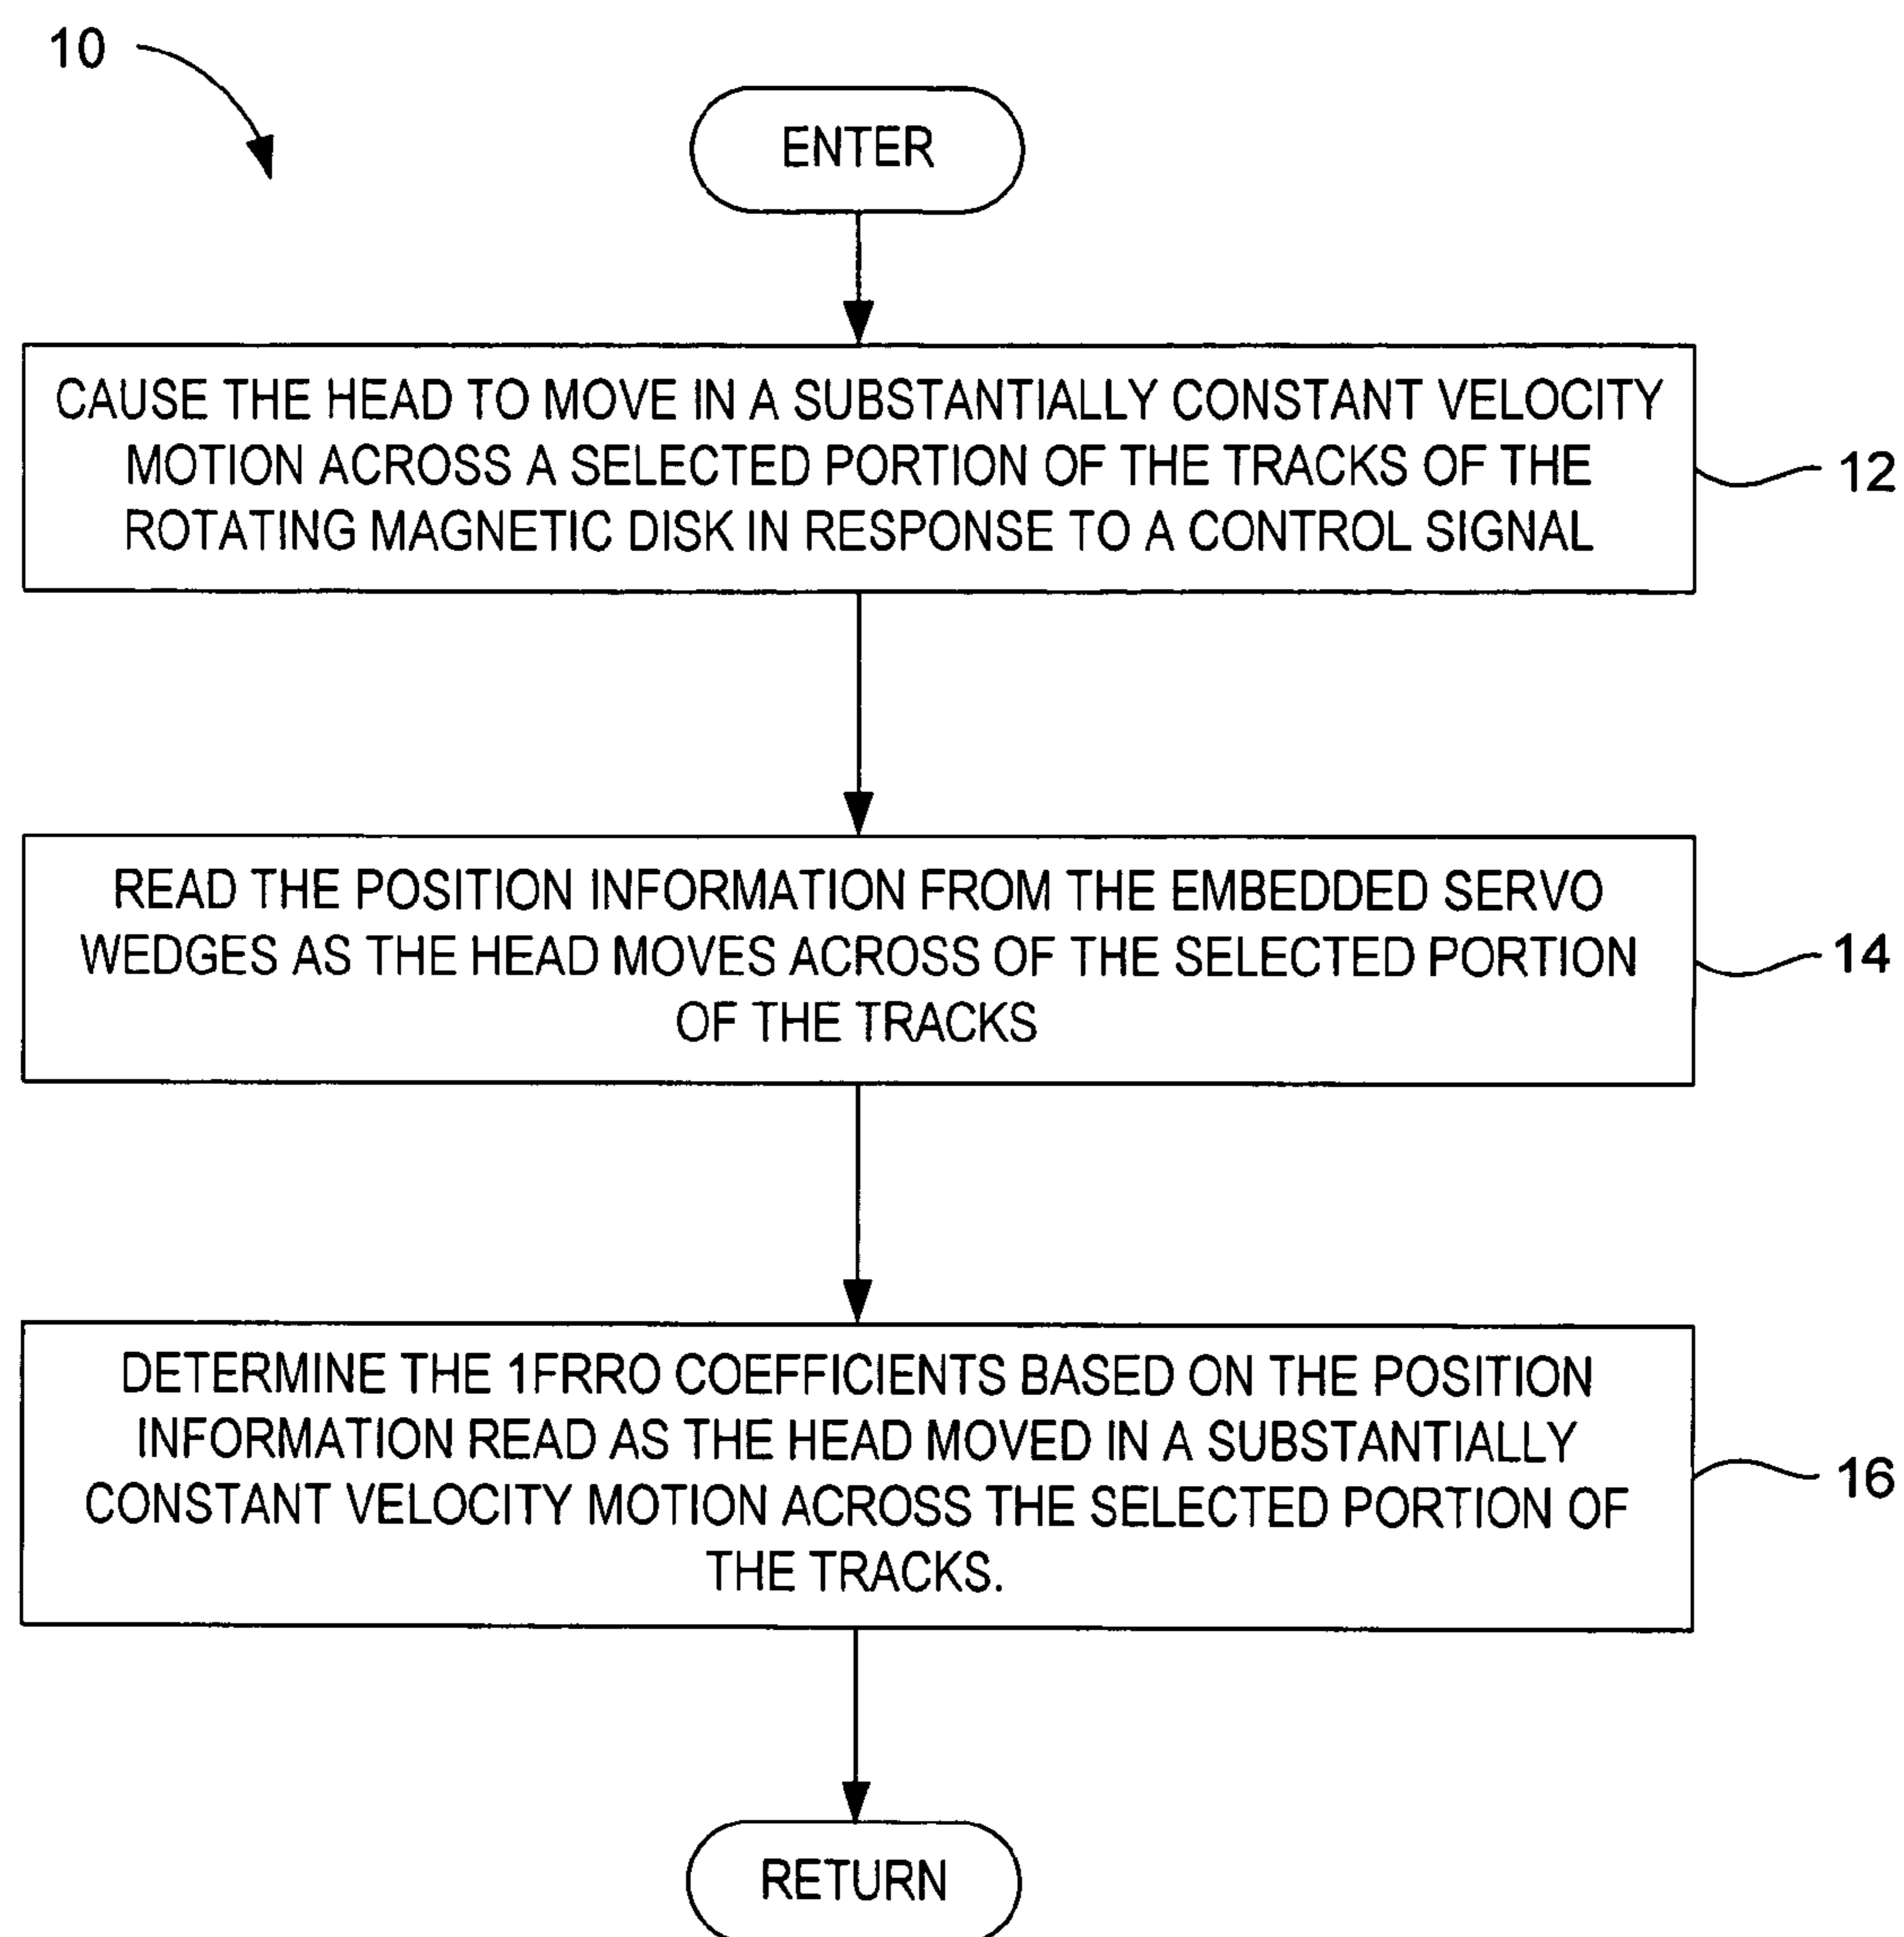 10
ENTER
CAUSE THE HEAD TO MOVE IN A SUBSTANTIALLY CONSTANT VELOCITY
MOTION ACROSS A SELECTED PORTION OF THE TRACKS OF THE
ROTATING MAGNETIC DISK IN RESPONSE TO A CONTROL SIGNAL
12
READ THE POSITION INFORMATION FROM THE EMBEDDED SERVO
WEDGES AS THE HEAD MOVES ACROSS OF THE SELECTED PORTION
OF THE TRACKS
14
DETERMINE THE 1FRRO COEFFICIENTS BASED ON THE POSITION
INFORMATION READ AS THE HEAD MOVED IN A SUBSTANTIALLY
CONSTANT VELOCITY MOTION ACROSS THE SELECTED PORTION OF
THE TRACKS.
16
RETURN